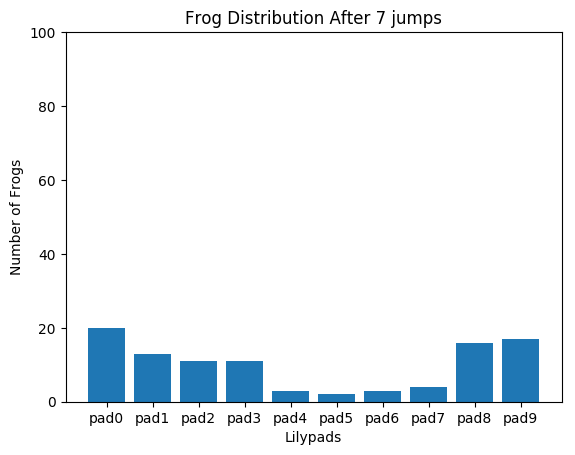 Frog Distribution After 7 jumps
100
80
60
40
20
0
Number of Frogs
pad0 pad1 pad2 pad3 pad4 pad5 pad6 pad7 pad8 pad9
Lilypads